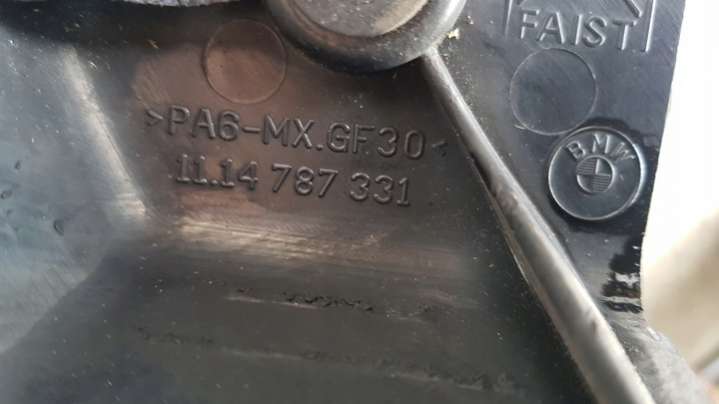 FAIST
>PA6-MX.GF30<
BMW
11.14 787 331